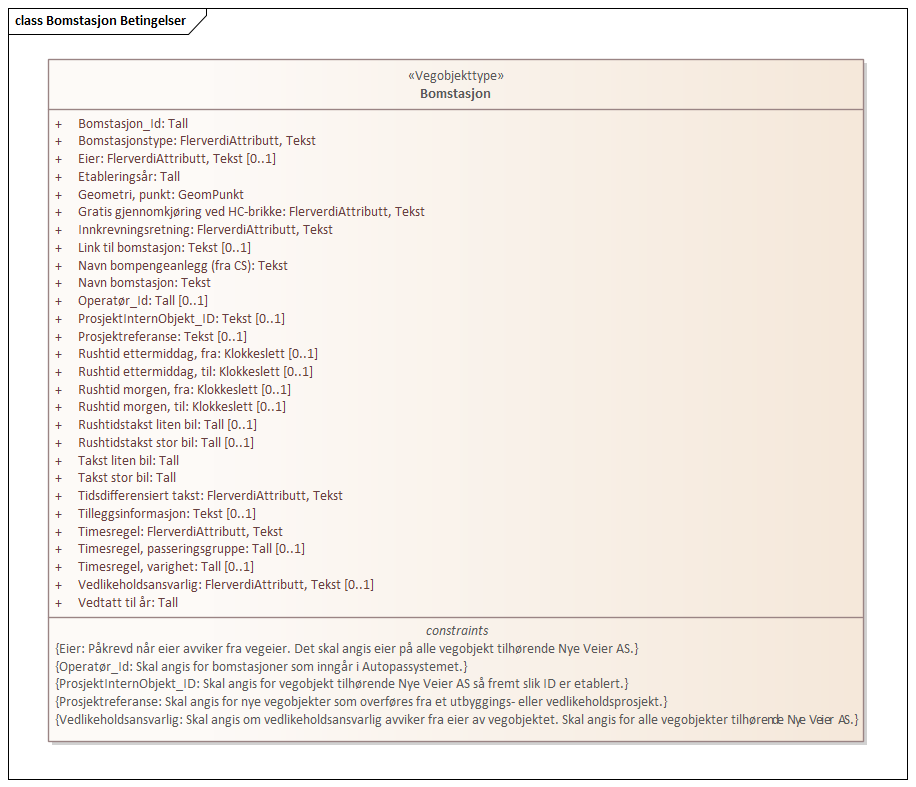 class Bomstasjon Betingelser
«Vegobjekttype»
Bomstasjon
+ Bomstasjon_Id: Tall
+ Bomstasjonstype: FlerverdiAttributt, Tekst
+ Eier: FlerverdiAttributt, Tekst [0..1]
+ Etableringsår: Tall
+ Geometri, punkt: GeomPunkt
+ Gratis gjennomkjøring ved HC-brikke: FlerverdiAttributt, Tekst
+ Innkrevningsretning: FlerverdiAttributt, Tekst
+ Link til bomstasjon: Tekst [0..1]
+ Navn bompengeanlegg (fra CS): Tekst
+ Navn bomstasjon: Tekst
+ Operatør_Id: Tall [0..1]
+ ProsjektInternObjekt_ID: Tekst [0..1]
+ Prosjektreferanse: Tekst [0..1]
+ Rushtid ettermiddag, fra: Klokkeslett [0..1]
+ Rushtid ettermiddag, til: Klokkeslett [0..1]
+ Rushtid morgen, fra: Klokkeslett [0..1]
+ Rushtid morgen, til: Klokkeslett [0..1]
+ Rushtidstakst liten bil: Tall [0..1]
+ Rushtidstakst stor bil: Tall [0..1]
+ Takst liten bil: Tall
+ Takst stor bil: Tall
+ Tidsdifferensiert takst: FlerverdiAttributt, Tekst
+ Tilleggsinformasjon: Tekst [0..1]
+ Timesregel: FlerverdiAttributt, Tekst
+ Timesregel, passeringsgruppe: Tall [0..1]
+ Timesregel, varighet: Tall [0..1]
+ Vedlikeholdsansvarlig: FlerverdiAttributt, Tekst [0..1]
+ Vedtatt til år: Tall
constraints
{Eier: Påkrevd når eier avviker fra vegeier. Det skal angis eier på alle vegobjekt tilhørende Nye Veier AS.}
{Operatør_Id: Skal angis for bomstasjoner som inngår i Autopassystemet.}
{ProsjektInternObjekt_ID: Skal angis for vegobjekt tilhørende Nye Veier AS så fremt slik ID er etablert.}
{Prosjektreferanse: Skal angis for nye vegobjekter som overføres fra et utbyggings- eller vedlikeholdsprosjekt.}
{Vedlikeholdsansvarlig: Skal angis om vedlikeholdsansvarlig avviker fra eier av vegobjektet. Skal angis for alle vegobjekter tilhørende Nye Veier AS.}